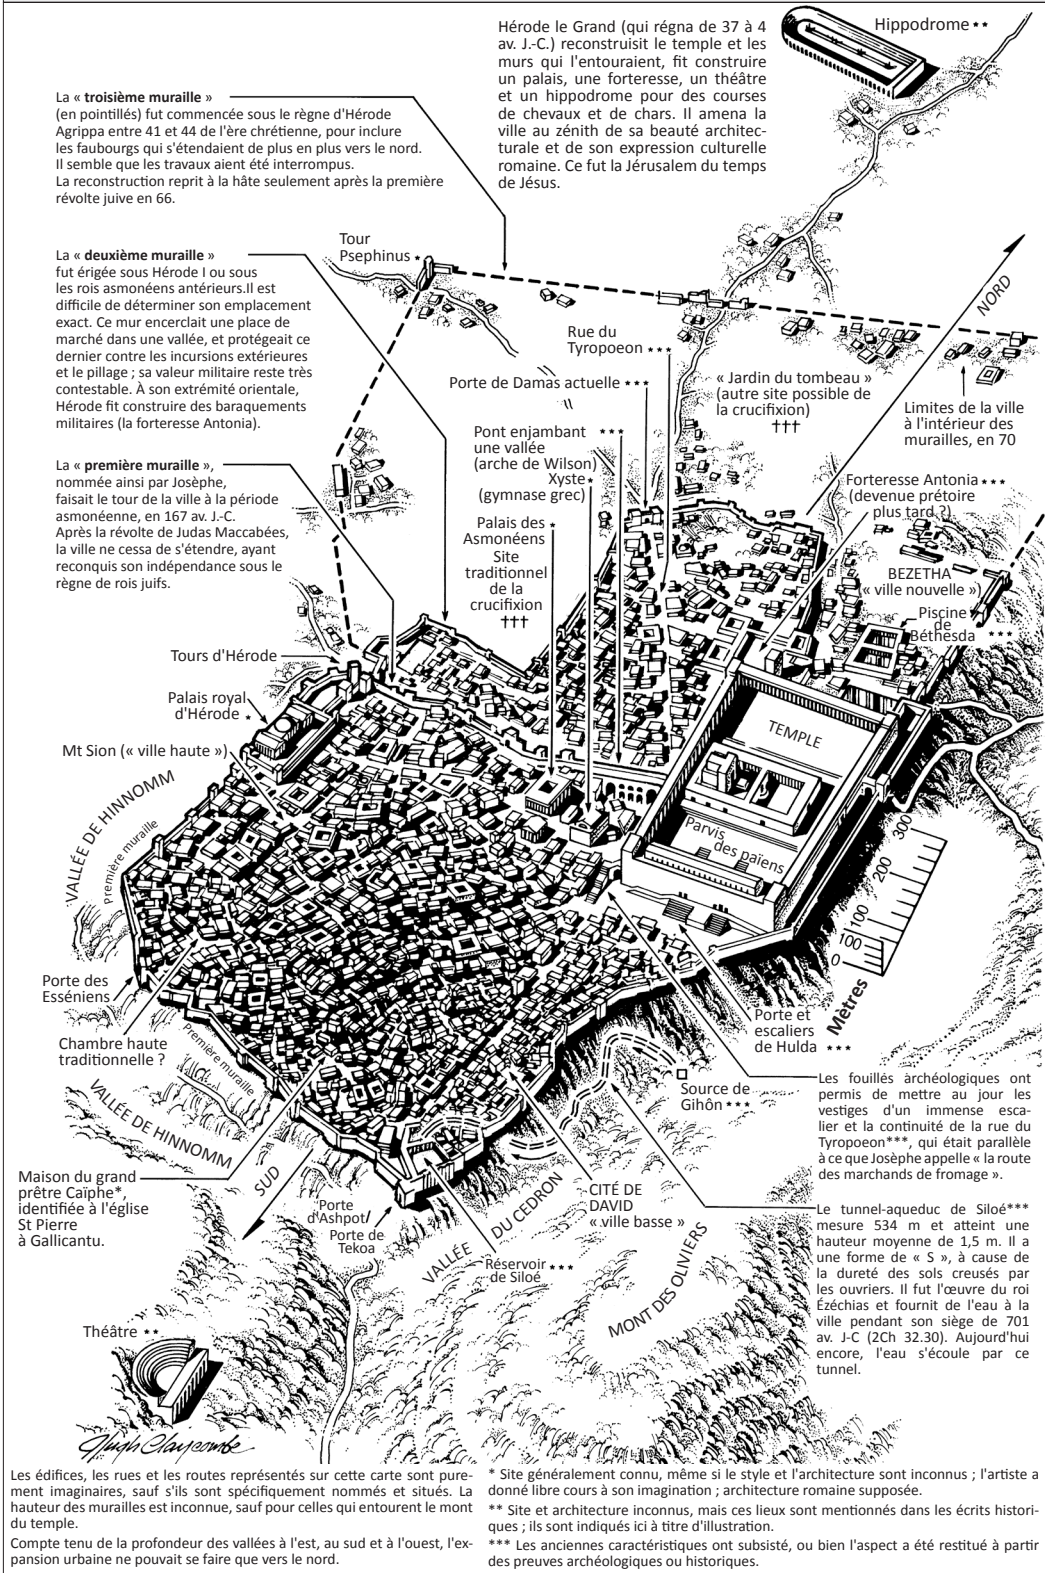 Hérode le Grand (qui régna de 37 à 4
av. J.-C.) reconstruisit le temple et les
murs qui l'entouraient, fit construire
un palais, une forteresse, un théâtre
et un hippodrome pour des courses
de chevaux et de chars. Il amena la
ville au zénith de sa beauté architec-
turale et de son expression culturelle
romaine. Ce fut la Jérusalem du temps
de Jésus.
Hippodrome **
La « troisième muraille »
(en pointillés) fut commencée sous le règne d'Hérode
Agrippa entre 41 et 44 de l'ère chrétienne, pour inclure
les faubourgs qui s'étendaient de plus en plus vers le nord.
Il semble que les travaux aient été interrompus.
La reconstruction reprit à la hâte seulement après la première
révolte juive en 66.
Tour
Psephinus *
La « deuxième muraille »
fut érigée sous Hérode I ou sous
les rois asmonéens antérieurs.Il est
difficile de déterminer son emplacement
exact. Ce mur encerclait une place de
marché dans une vallée, et protégeait ce
dernier contre les incursions extérieures
et le pillage ; sa valeur militaire reste très
contestable. À son extrémité orientale,
Hérode fit construire des baraquements
militaires (la forteresse Antonia).
NORD
Rue du
Tyropoeon ***
Porte de Damas actuelle ***
« Jardin du tombeau »
(autre site possible de
la crucifixion)
†††
Limites de la ville
à l'intérieur des
murailles, en 70
Pont enjambant ***
une vallée
(arche de Wilson)
Xyste *
(gymnase grec)
La « première muraille »,
nommée ainsi par Josèphe,
faisait le tour de la ville à la période
asmonéenne, en 167 av. J.-C.
Après la révolte de Judas Maccabées,
la ville ne cessa de s'étendre, ayant
reconquis son indépendance sous le
règne de rois juifs.
Forteresse Antonia ***
(devenue prétoire
plus tard ?)
Palais des *
Asmonéens
Site
traditionnel
de la
crucifixion
†††
BEZETHA
« ville nouvelle »)
Piscine
de
Béthesda ***
Tours d'Hérode
Palais royal
d'Hérode *
Mt Sion (« ville haute »)
TEMPLE
Parvis
des païens
VALLÉE DE HINNOMM
Première muraille
300
200
100
100
0
Mètres
Porte des
Esséniens
Chambre haute
traditionnelle ?
Première muraille
VALLÉE DE HINNOMM
Porte et
escaliers
de Hulda ***
Source de
Gihôn ***
Les fouillés archéologiques ont
permis de mettre au jour les
vestiges d'un immense esca-
lier et la continuité de la rue du
Tyropoeon***, qui était parallèle
à ce que Josèphe appelle « la route
des marchands de fromage ».
Maison du grand
prêtre Caïphe*,
identifiée à l'église
St Pierre
à Gallicantu.
SUD
Porte
d'Ashpot/
Porte de
Tekoa
VALLÉE DU CEDRON
Réservoir ***
de Siloé
CITÉ DE
DAVID
« ville basse »
MONT DES OLIVIERS
Le tunnel-aqueduc de Siloé***
mesure 534 m et atteint une
hauteur moyenne de 1,5 m. Il a
une forme de « S », à cause de
la dureté des sols creusés par
les ouvriers. Il fut l'œuvre du roi
Ézéchias et fournit de l'eau à la
ville pendant son siège de 701
av. J-C (2Ch 32.30). Aujourd'hui
encore, l'eau s'écoule par ce
tunnel.
Théâtre **
Hugh Claycombe
Les édifices, les rues et les routes représentés sur cette carte sont pure-
ment imaginaires, sauf s'ils sont spécifiquement nommés et situés. La
hauteur des murailles est inconnue, sauf pour celles qui entourent le mont
du temple.
Compte tenu de la profondeur des vallées à l'est, au sud et à l'ouest, l'ex-
pansion urbaine ne pouvait se faire que vers le nord.
* Site généralement connu, même si le style et l'architecture sont inconnus ; l'artiste a
donné libre cours à son imagination ; architecture romaine supposée.
** Site et architecture inconnus, mais ces lieux sont mentionnés dans les écrits histori-
ques ; ils sont indiqués ici à titre d'illustration.
*** Les anciennes caractéristiques ont subsisté, ou bien l'aspect a été restitué à partir
des preuves archéologiques ou historiques.